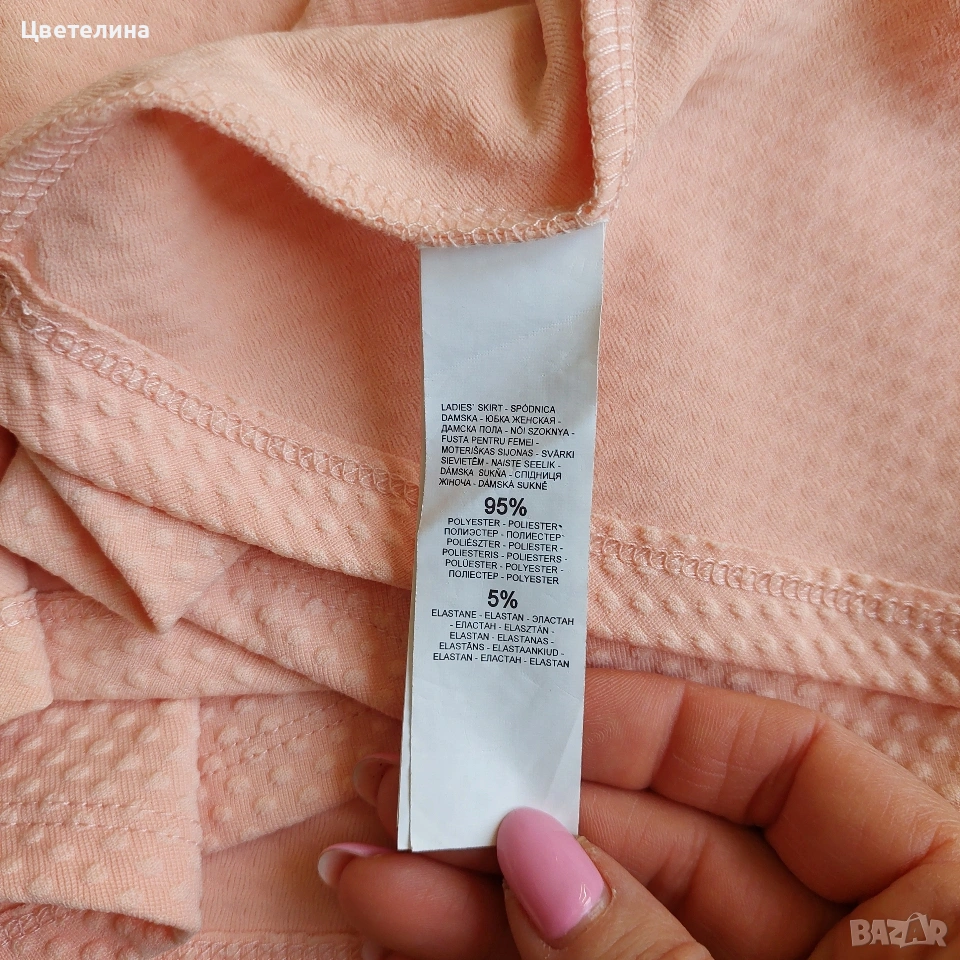 Цветелина
LADIES' SKIRT - SPÓDNICA
DAMSKA - ЮБКА ЖЕНСКАЯ -
ДАМСКА ПОЛА - NŐI SZOKNYA -
FUSTA PENTRU FEMEI -
MOTERIŠKAS SIJONAS - SVĀRKI
SIEVIETĒM - NAISTE SEELIK -
DÁMSKA SUKŇA - СПІДНИЦЯ
ЖІНОЧА - DÁMSKÁ SUKNĚ
95%
POLYESTER - POLIESTER -
ПОЛИЭСТЕР - ПОЛИЕСТЕР -
POLIÉSZTER - POLIESTER -
POLIESTERIS - POLIESTERS -
POLÜESTER - POLYESTER -
ПОЛІЕСТЕР - POLYESTER
5%
ELASTANE - ELASTAN - ЭЛАСТАН
- ЕЛАСТАН - ELASZTÁN -
ELASTAN - ELASTANAS -
ELASTĀNS - ELASTAANKIUD -
ELASTAN - ЕЛАСТАН - ELASTAN
BAZAR